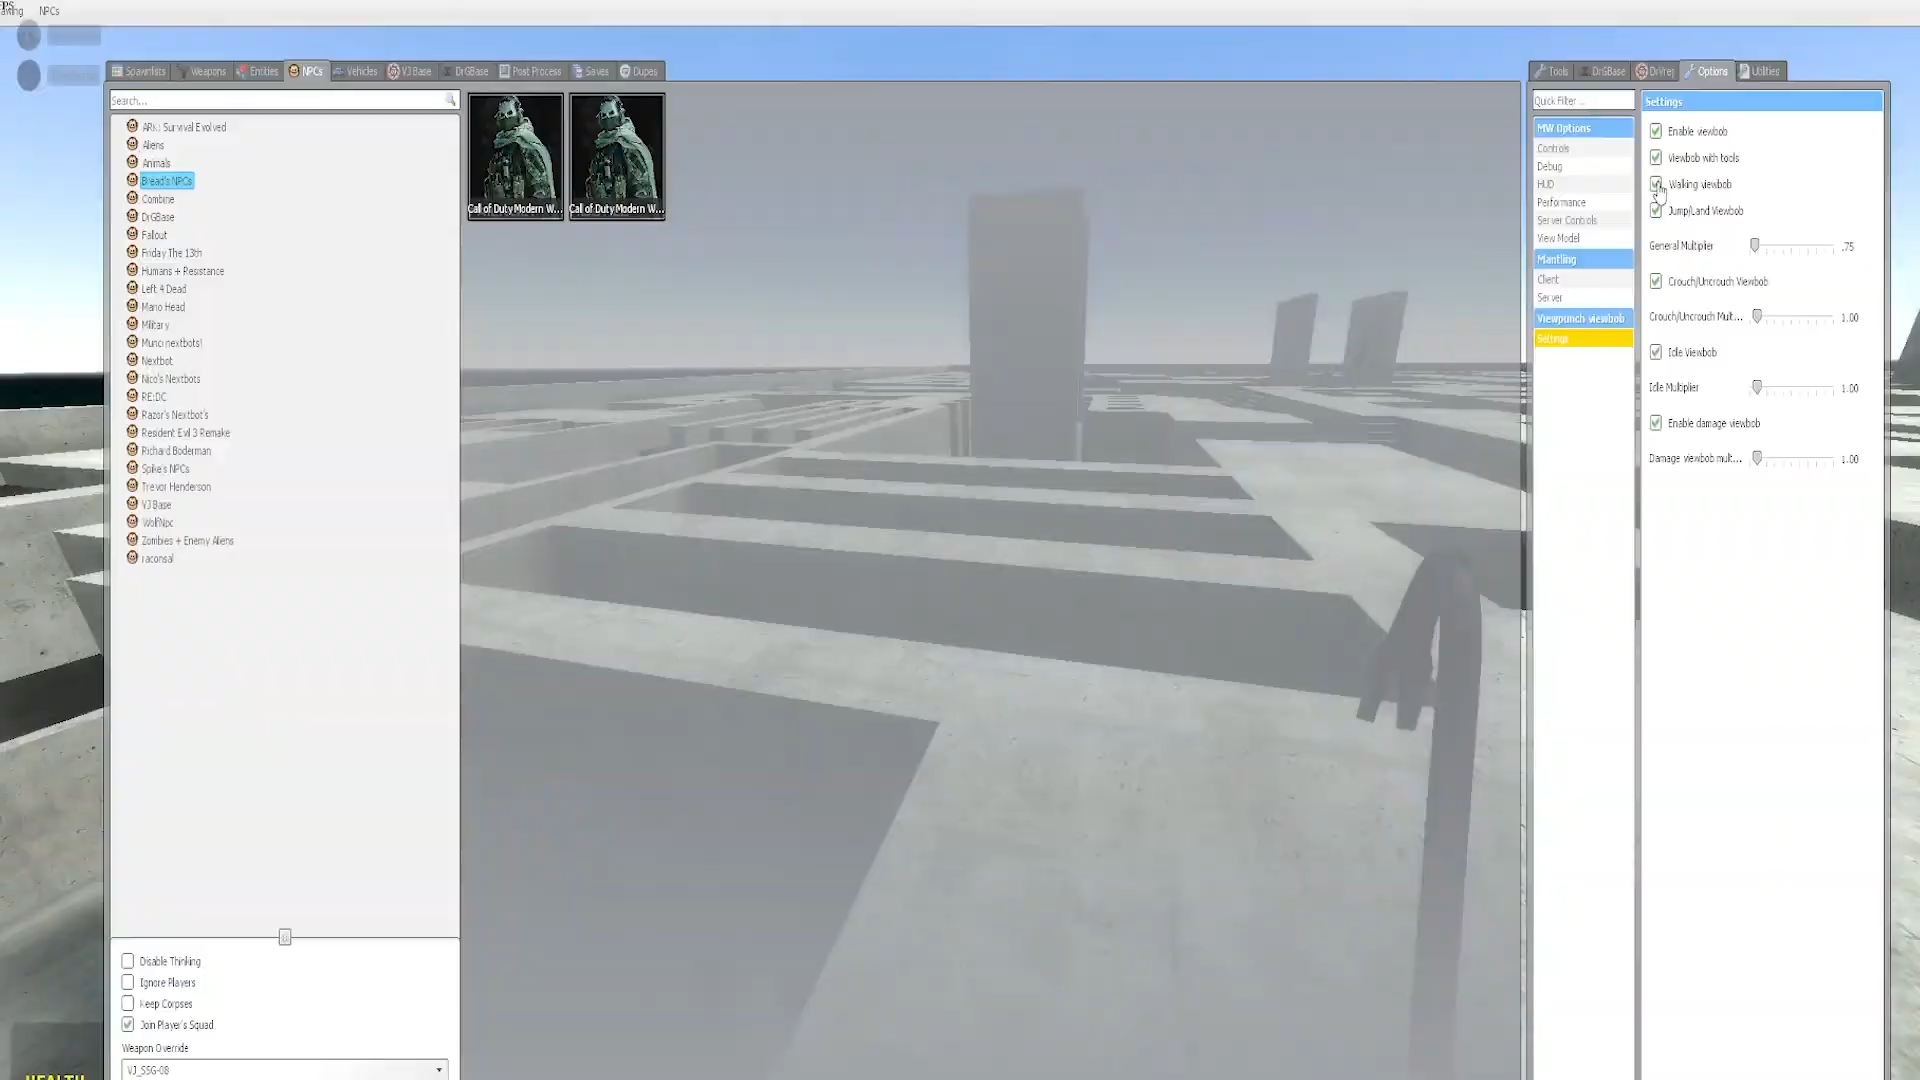 NPCs
Spawnlists Weapons Entities NPCs Vehicles VJ Base DrGBase Post Process Saves Dupes
Search...
ARK: Survival Evolved
Aliens
Animals
Bread's NPCs
Combine
DrGBase
Fallout
Friday The 13th
Humans + Resistance
Left 4 Dead
Mario Head
Military
Munci nextbots!
Nextbot
Nico's Nextbots
RE:DC
Razor's Nextbot's
Resident Evil 3 Remake
Richard Boderman
Spike's NPCs
Trevor Henderson
VJ Base
WolfNpc
Zombies + Enemy Aliens
raconsal
Disable Thinking
Ignore Players
Keep Corpses
Join Player's Squad
Weapon Override
VJ_SSG-08
HEALTH
Call of Duty Modern W... Call of Duty Modern W...
Tools DrGBase DrVrej Options Utilities
Quick Filter ...
MW Options
Controls
Debug
HUD
Performance
Server Controls
View Model
Mantling
Client
Server
Viewpunch viewbob
Settings
Settings
Enable viewbob
Viewbob with tools
Walking viewbob
Jump/Land Viewbob
General Multiplier .75
Crouch/Uncrouch Viewbob
Crouch/Uncrouch Mult... 1.00
Idle Viewbob
Idle Multiplier 1.00
Enable damage viewbob
Damage viewbob mult... 1.00